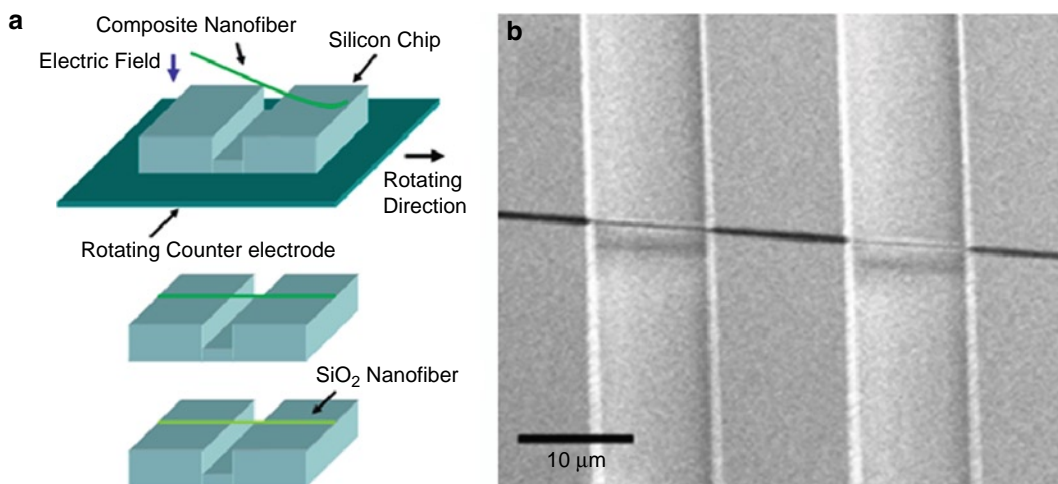 a
Composite Nanofiber
Silicon Chip
Electric Field
Rotating
Direction
Rotating Counter electrode
SiO₂ Nanofiber
b
10 μm